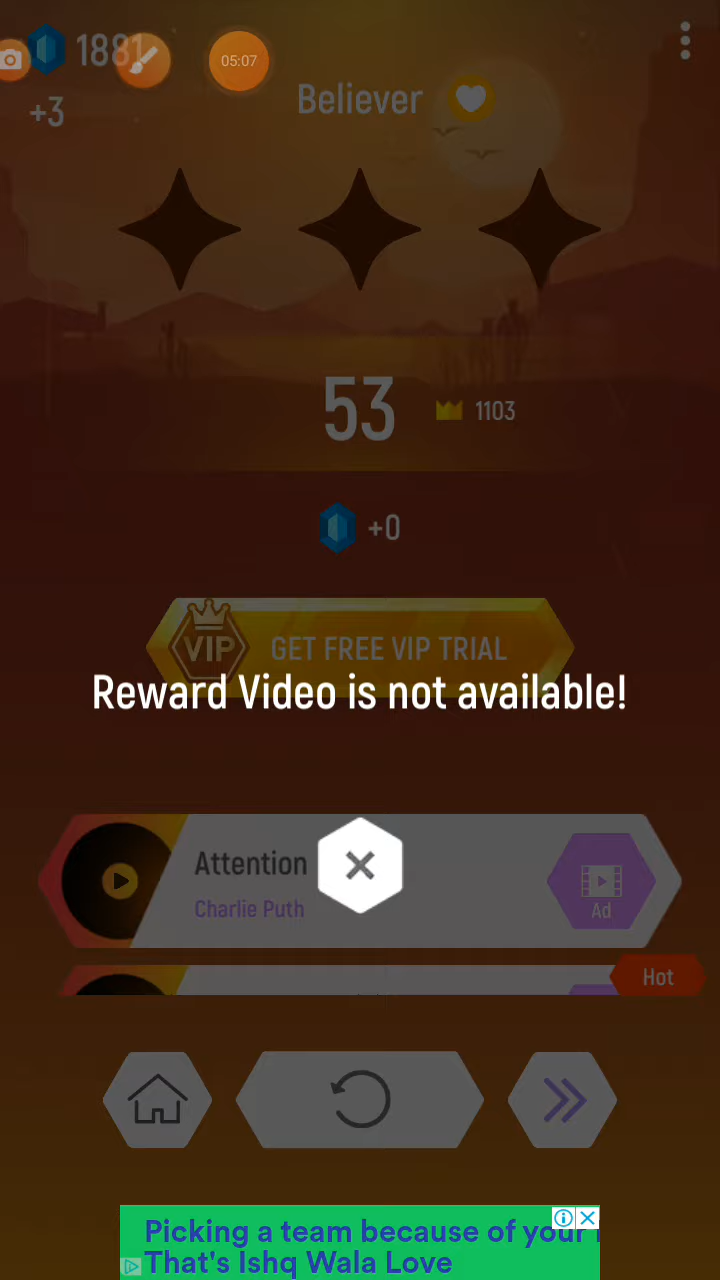 1881
05:07
+3
Believer
53
1103
+0
VIP
GET FREE VIP TRIAL
Reward Video is not available!
Attention
Charlie Puth
Ad
Hot
Picking a team because of your
That's Ishq Wala Love